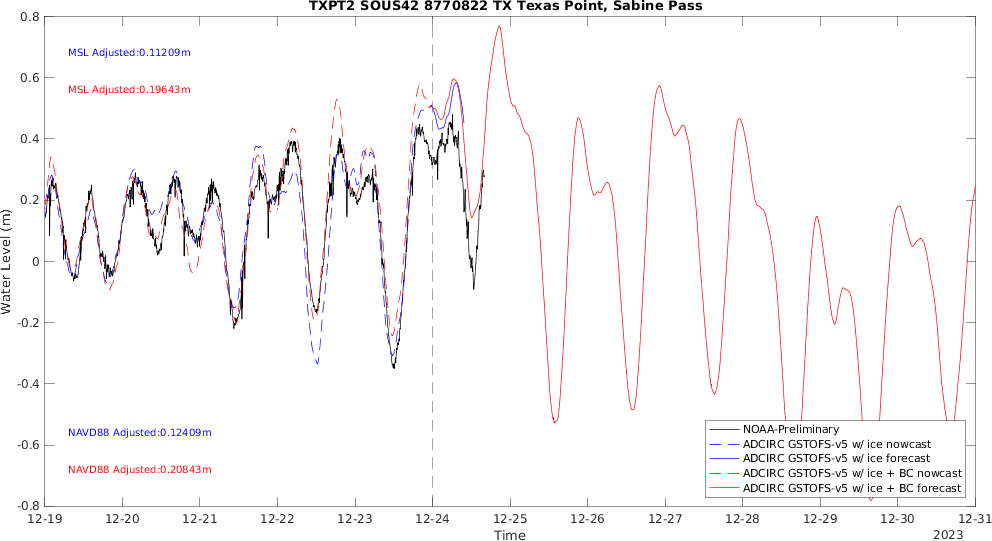 TXPT2 SOUS42 8770822 TX Texas Point, Sabine Pass
0.8
0.6
0.4
0.2
0
-0.2
-0.4
-0.6
-0.8
Water Level (m)
MSL Adjusted:0.11209m
MSL Adjusted:0.19643m
NAVD88 Adjusted:0.12409m
NAVD88 Adjusted:0.20843m
NOAA-Preliminary
ADCIRC GSTOFS-v5 w/ ice nowcast
ADCIRC GSTOFS-v5 w/ ice forecast
ADCIRC GSTOFS-v5 w/ ice + BC nowcast
ADCIRC GSTOFS-v5 w/ ice + BC forecast
12-19 12-20 12-21 12-22 12-23 12-24 12-25 12-26 12-27 12-28 12-29 12-30 12-31
Time
2023